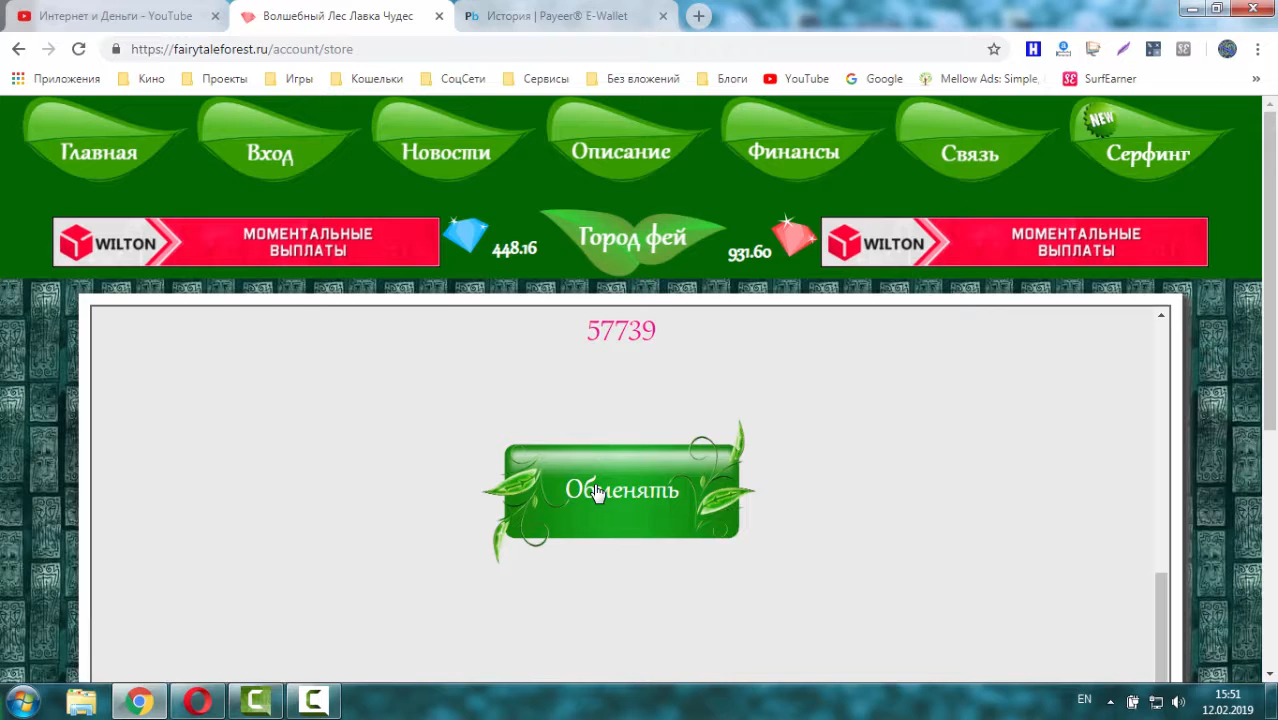 Интернет и Деньги - YouTube
Волшебный Лес Лавка Чудес
История | Payeer® E-Wallet
https://fairytaleforest.ru/account/store
Приложения Кино Проекты Игры Кошельки СоцСети Сервисы Без вложений Блоги YouTube Google Mellow Ads: Simple, SurfEarner »
Главная Вход Новости Описание Финансы Связь NEW Серфинг
WILTON МОМЕНТАЛЬНЫЕ ВЫПЛАТЫ
448.16
Город фей
931.60
WILTON МОМЕНТАЛЬНЫЕ ВЫПЛАТЫ
57739
Обменять
EN
15:51
12.02.2019